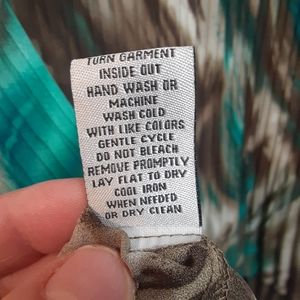 TURN GARMENT
INSIDE OUT
HAND WASH OR
MACHINE
WASH COLD
WITH LIKE COLORS
GENTLE CYCLE
DO NOT BLEACH
REMOVE PROMPTLY
LAY FLAT TO DRY
COOL IRON
WHEN NEEDED
OR DRY CLEAN